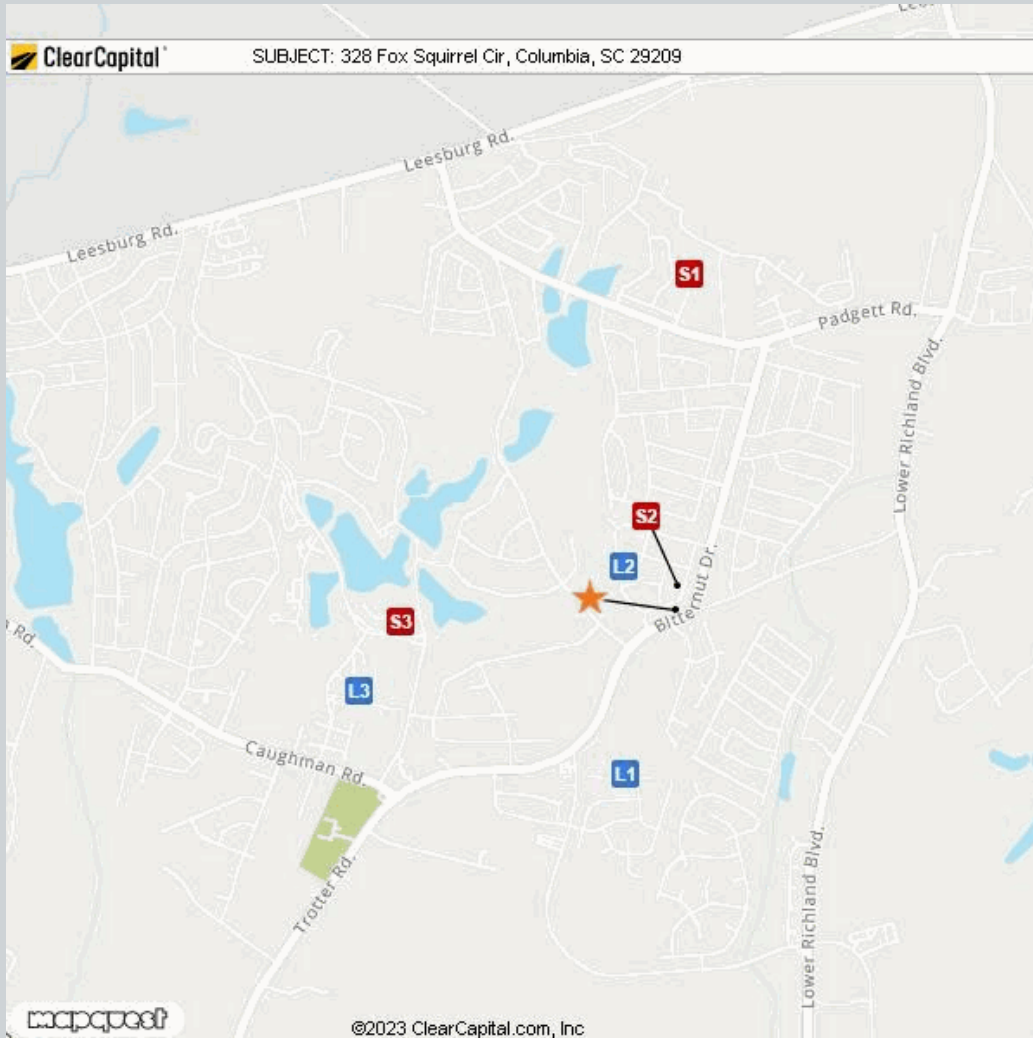 ClearCapital
SUBJECT: 328 Fox Squirrel Cir, Columbia, SC 29209
Leesburg Rd.
Leesburg Rd.
S1
Padgett Rd.
Lower Richland Blvd.
S2
L2
Bitternut Dr.
S3
Rd.
L3
Caughman Rd.
L1
Trotter Rd.
Lower Richland Blvd.
mapquest
©2023 ClearCapital.com, Inc